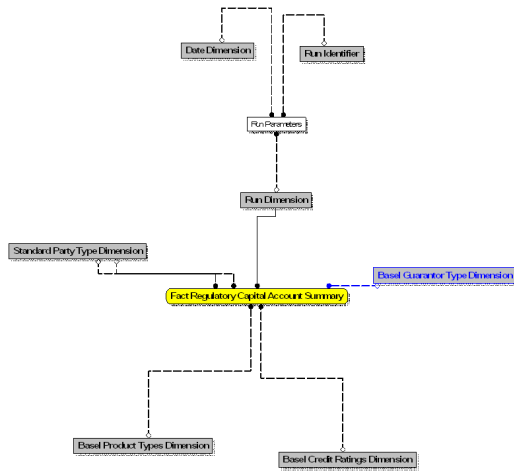 Date Dimension
Run Identifier
Run Parameters
Run Dimension
Standard Party Type Dimension
Basel Guarantor Type Dimension
Fact Regulatory Capital Account Summary
Basel Product Types Dimension
Basel Credit Ratings Dimension